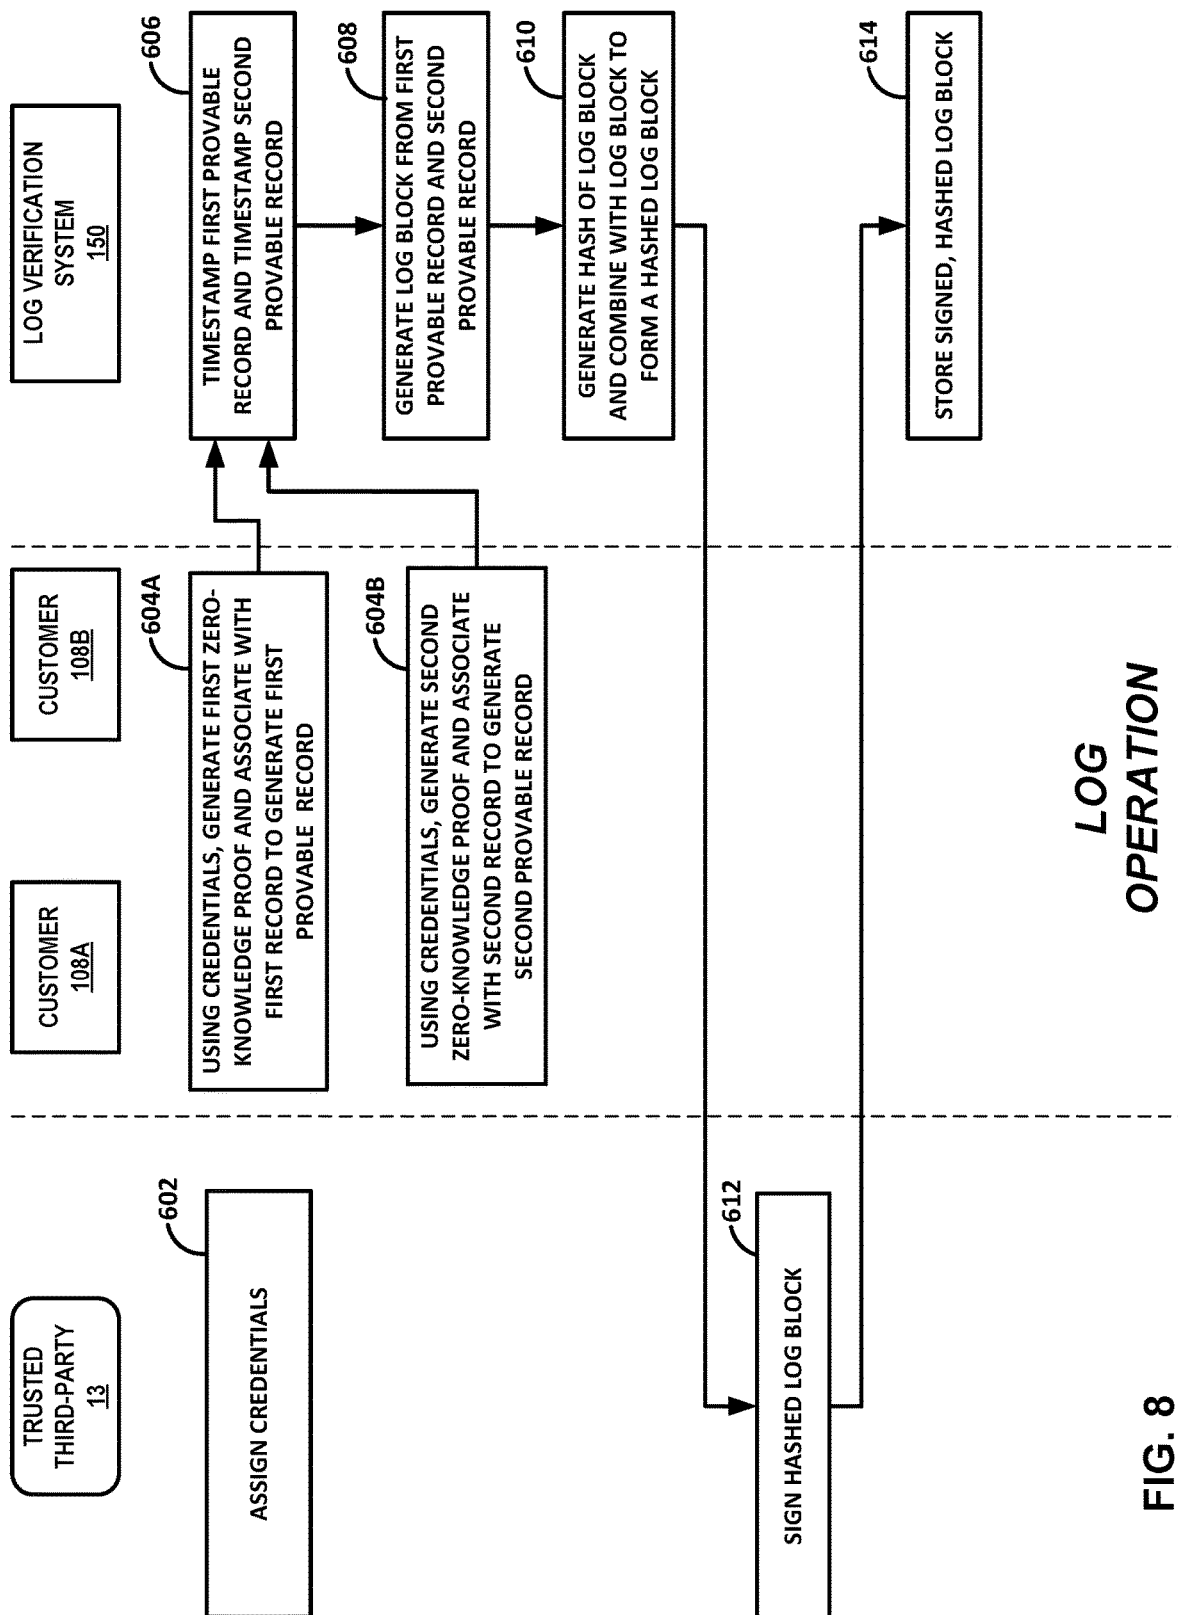 TRUSTED
THIRD-PARTY
13
CUSTOMER
108A
CUSTOMER
108B
LOG VERIFICATION
SYSTEM
150
602
ASSIGN CREDENTIALS
604A
USING CREDENTIALS, GENERATE FIRST ZERO-
KNOWLEDGE PROOF AND ASSOCIATE WITH
FIRST RECORD TO GENERATE FIRST
PROVABLE RECORD
606
TIMESTAMP FIRST PROVABLE
RECORD AND TIMESTAMP SECOND
PROVABLE RECORD
604B
USING CREDENTIALS, GENERATE SECOND
ZERO-KNOWLEDGE PROOF AND ASSOCIATE
WITH SECOND RECORD TO GENERATE
SECOND PROVABLE RECORD
608
GENERATE LOG BLOCK FROM FIRST
PROVABLE RECORD AND SECOND
PROVABLE RECORD
610
GENERATE HASH OF LOG BLOCK
AND COMBINE WITH LOG BLOCK TO
FORM A HASHED LOG BLOCK
612
SIGN HASHED LOG BLOCK
614
STORE SIGNED, HASHED LOG BLOCK
LOG
OPERATION
FIG. 8